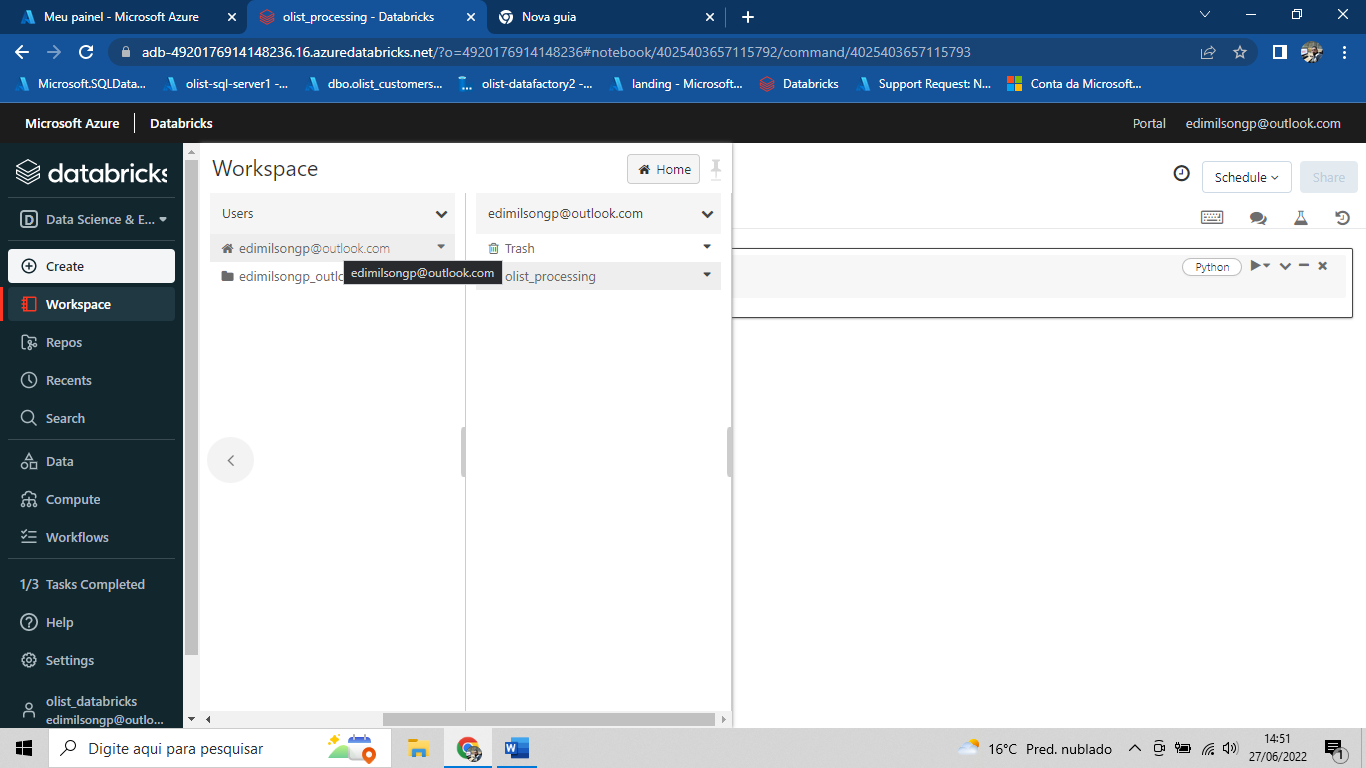 Meu painel - Microsoft Azure
olist_processing - Databricks
Nova guia
adb-4920176914148236.16.azuredatabricks.net/?o=4920176914148236#notebook/4025403657115792/command/4025403657115793
Microsoft.SQLData...
olist-sql-server1 -...
dbo.olist_customers...
olist-datafactory2 -...
landing - Microsoft...
Databricks
Support Request: N...
Conta da Microsoft...
Microsoft Azure
Databricks
Portal
edimilsongp@outlook.com
databricks
D
Data Science & E...
Create
Workspace
Repos
Recents
Search
Data
Compute
Workflows
1/3 Tasks Completed
Help
Settings
olist_databricks
edimilsongp@outlo...
Workspace
Home
Users
edimilsongp@outlook.com
edimilsongp_outlo
edimilsongp@outlook.com
edimilsongp@outlook.com
Trash
olist_processing
Schedule
Share
Python
Digite aqui para pesquisar
16°C Pred. nublado
14:51
27/06/2022
1